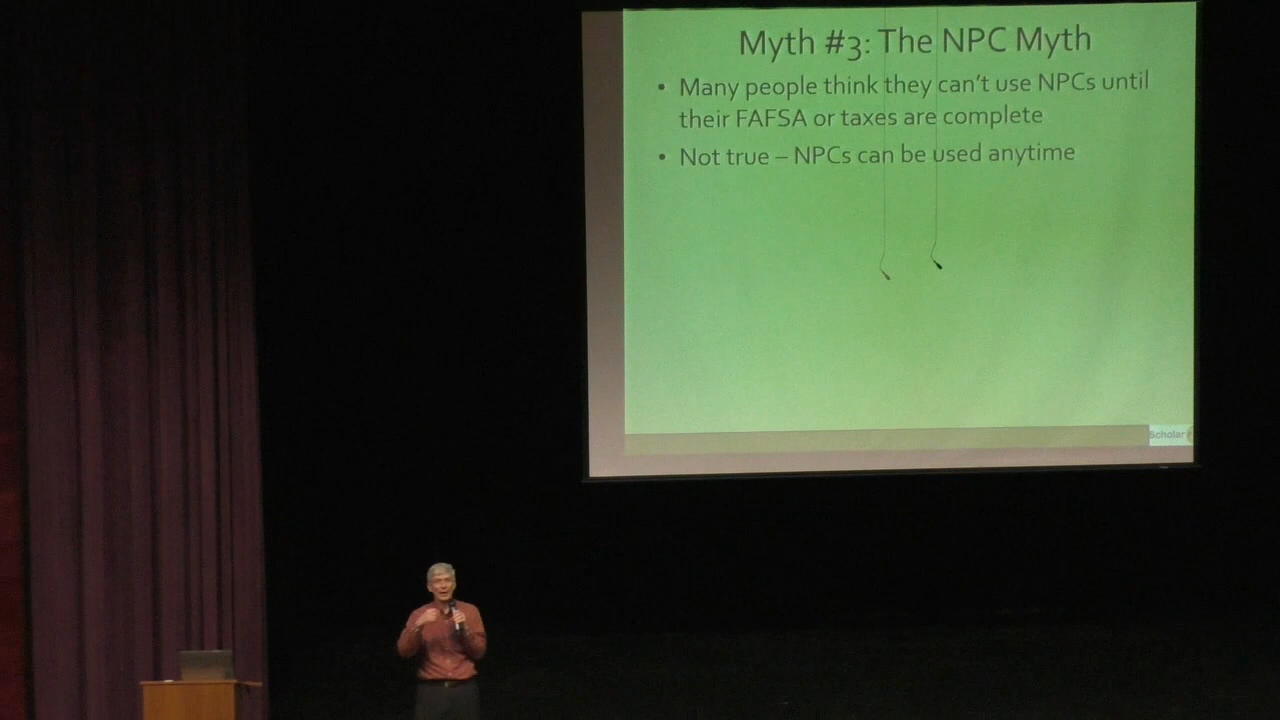 Myth #3: The NPC Myth
• Many people think they can't use NPCs until
their FAFSA or taxes are complete
• Not true – NPCs can be used anytime
Scholar